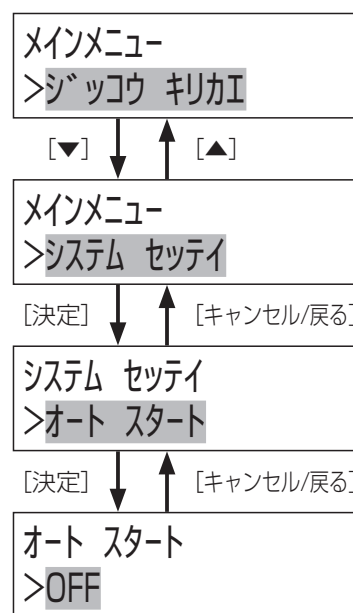 メインメニュー
>ジッコウ キリカエ
[▼] [▲]
メインメニュー
>システム セッテイ
[決定] [キャンセル/戻る]
システム セッテイ
>オート スタート
[決定] [キャンセル/戻る]
オート スタート
>OFF